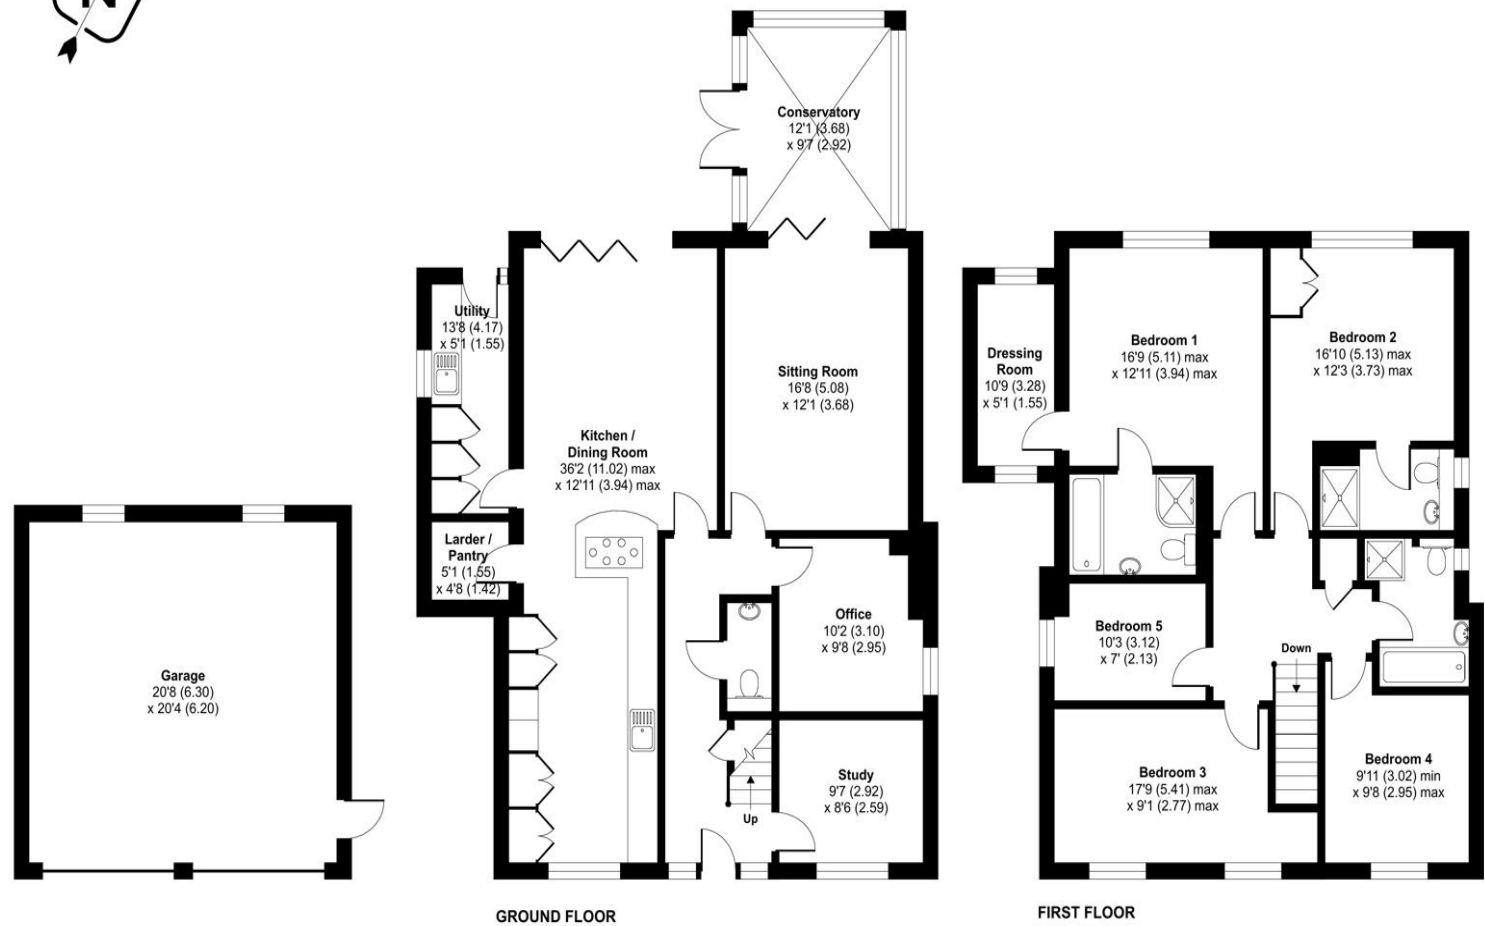 N
Conservatory
12'1 (3.68)
x 9'7 (2.92)
Utility
13'8 (4.17)
x 5'1 (1.55)
Sitting Room
16'8 (5.08)
x 12'1 (3.68)
Kitchen /
Dining Room
36'2 (11.02) max
x 12'11 (3.94) max
Larder /
Pantry
5'1 (1.55)
x 4'8 (1.42)
Office
10'2 (3.10)
x 9'8 (2.95)
Study
9'7 (2.92)
x 8'6 (2.59)
Up
Garage
20'8 (6.30)
x 20'4 (6.20)
GROUND FLOOR
Dressing
Room
10'9 (3.28)
x 5'1 (1.55)
Bedroom 1
16'9 (5.11) max
x 12'11 (3.94) max
Bedroom 2
16'10 (5.13) max
x 12'3 (3.73) max
Bedroom 5
10'3 (3.12)
x 7' (2.13)
Down
Bedroom 3
17'9 (5.41) max
x 9'1 (2.77) max
Bedroom 4
9'11 (3.02) min
x 9'8 (2.95) max
FIRST FLOOR